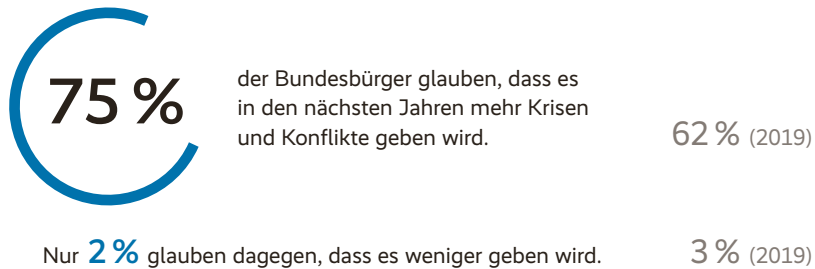 75 %
der Bundesbürger glauben, dass es
in den nächsten Jahren mehr Krisen
und Konflikte geben wird.
62 % (2019)
Nur 2 % glauben dagegen, dass es weniger geben wird.
3 % (2019)